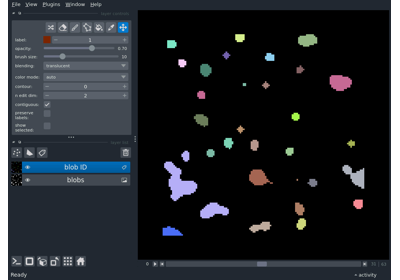 File View Plugins Window Help
label: 1
opacity: 0.70
brush size: 10
blending: translucent
color mode: auto
contour: 0
n edit dim: 2
contiguous:
preserve labels:
show selected:
blob ID
blobs
0
activity